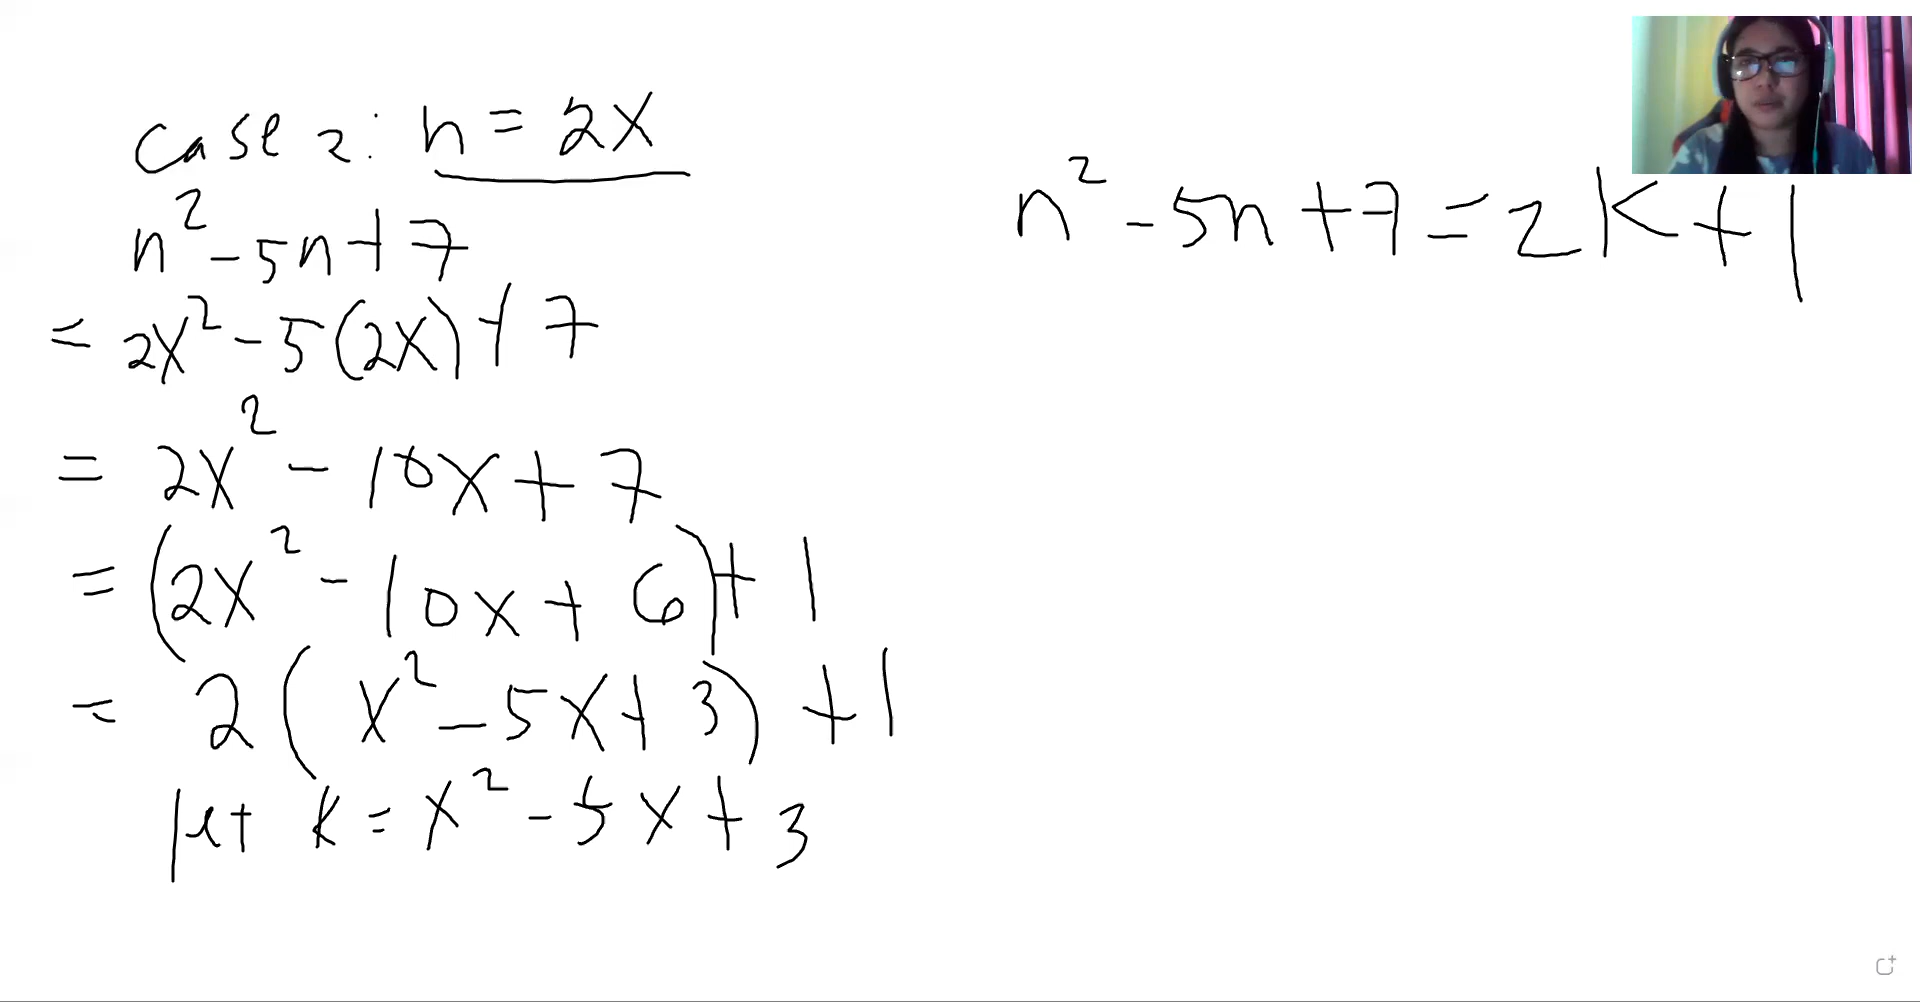 Case 2: n = 2x
n² - 5n + 7
= 2x² - 5(2x) + 7
= 2x² - 10x + 7
= (2x² - 10x + 6) + 1
= 2(x² - 5x + 3) + 1
let k = x² - 5x + 3
n² - 5n + 7 = 2k + 1